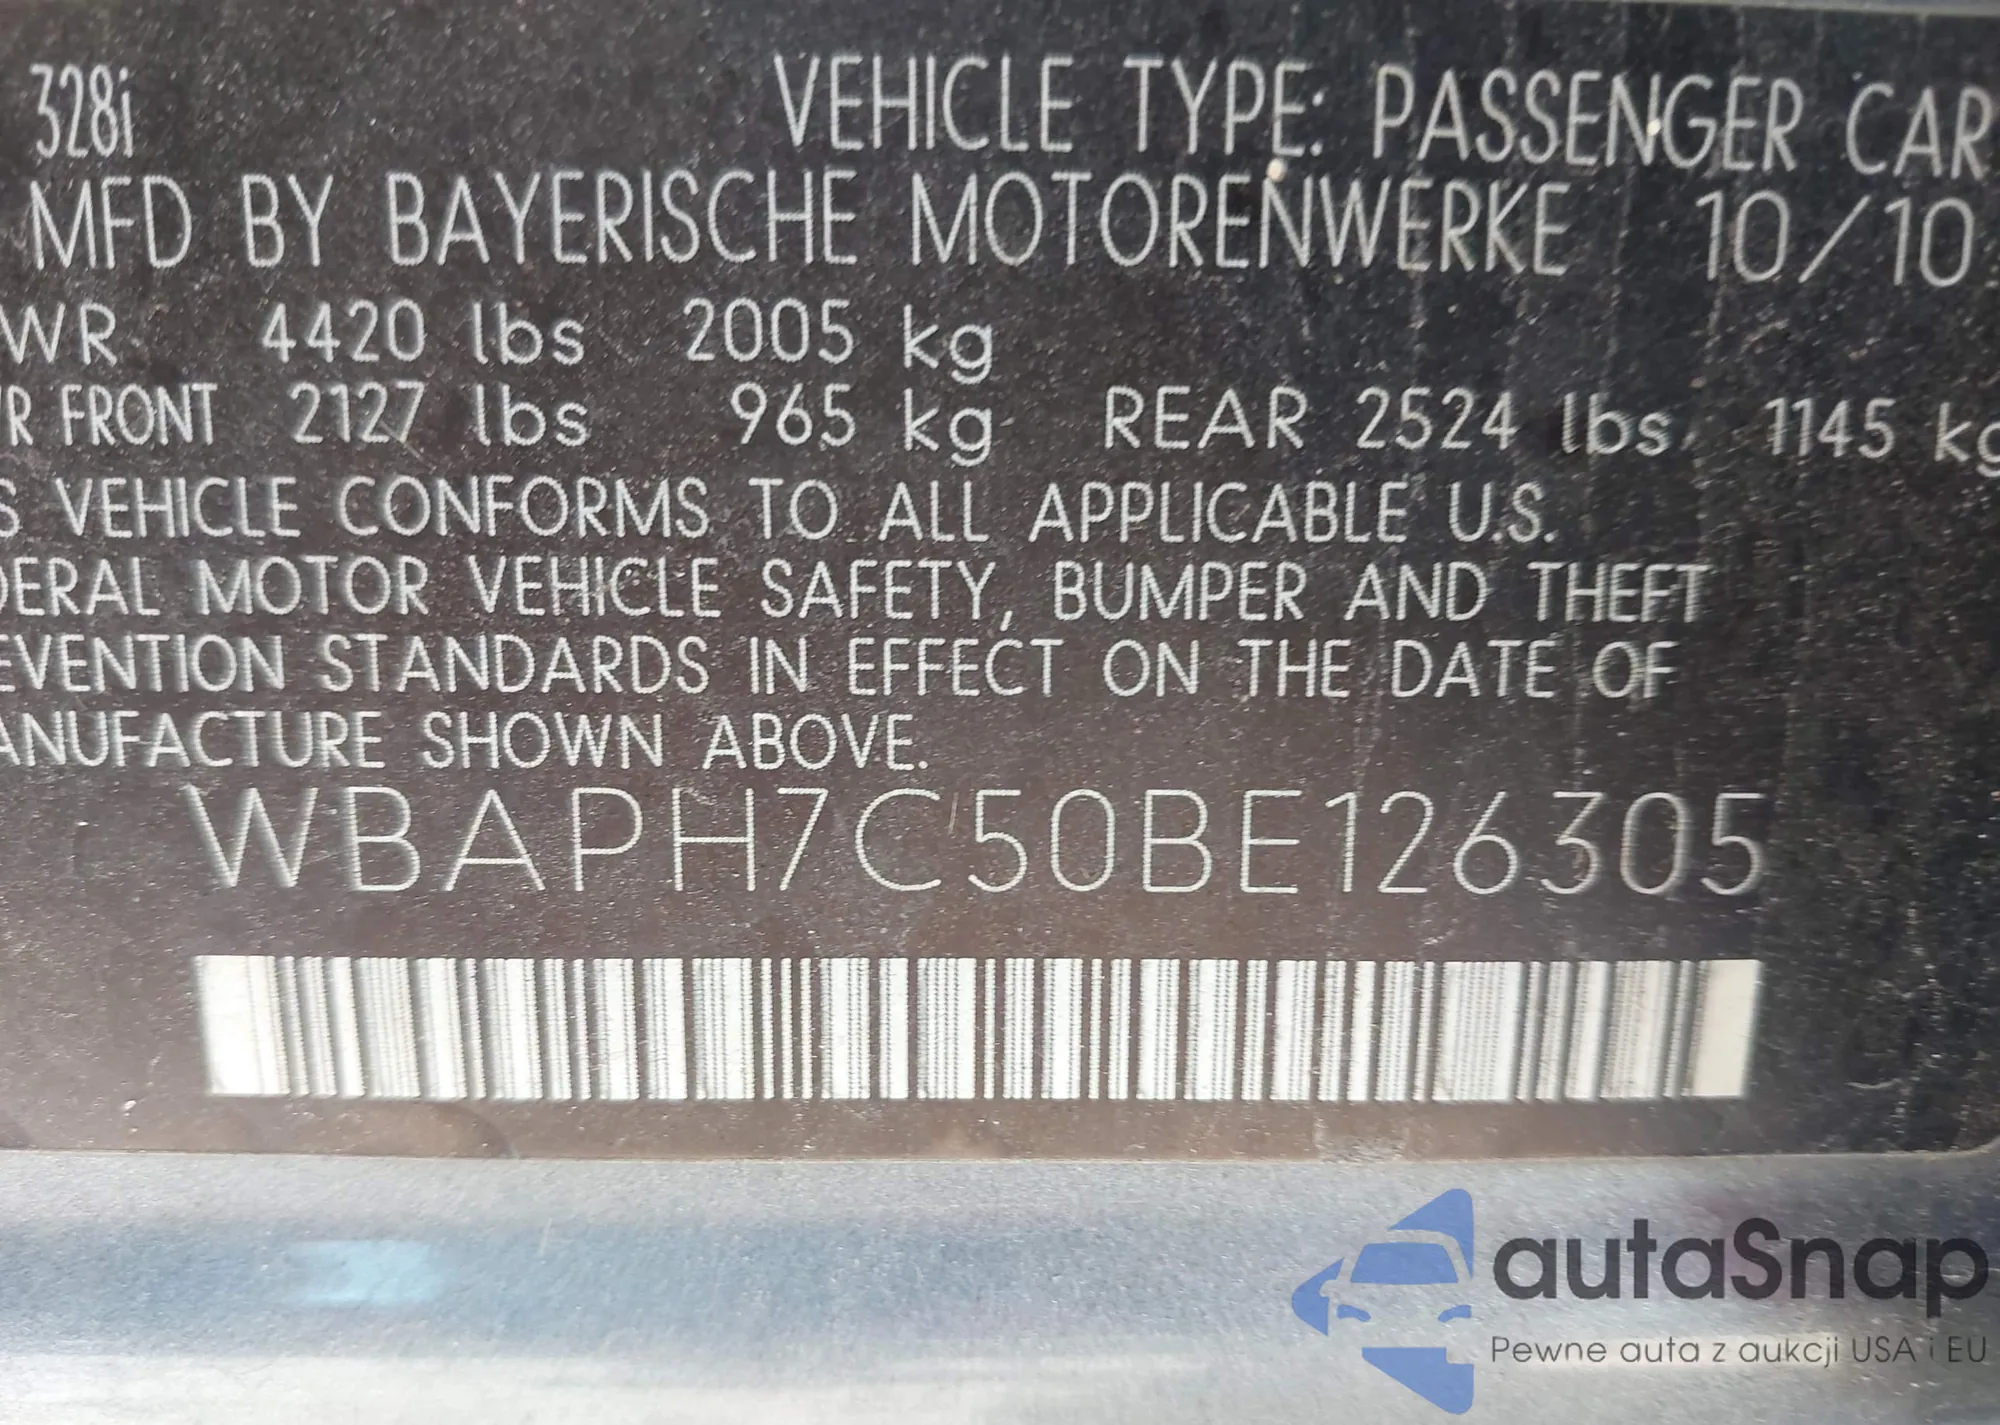 328i VEHICLE TYPE: PASSENGER CAR
MFD BY BAYERISCHE MOTORENWERKE 10/10
WR 4420 lbs 2005 kg
R FRONT 2127 lbs 965 kg REAR 2524 lbs 1145 kg
S VEHICLE CONFORMS TO ALL APPLICABLE U.S.
DERAL MOTOR VEHICLE SAFETY, BUMPER AND THEFT
EVENTION STANDARDS IN EFFECT ON THE DATE OF
ANUFACTURE SHOWN ABOVE.
WBAPH7C50BE126305
autaSnap
Pewne auta z aukcji USA i EU